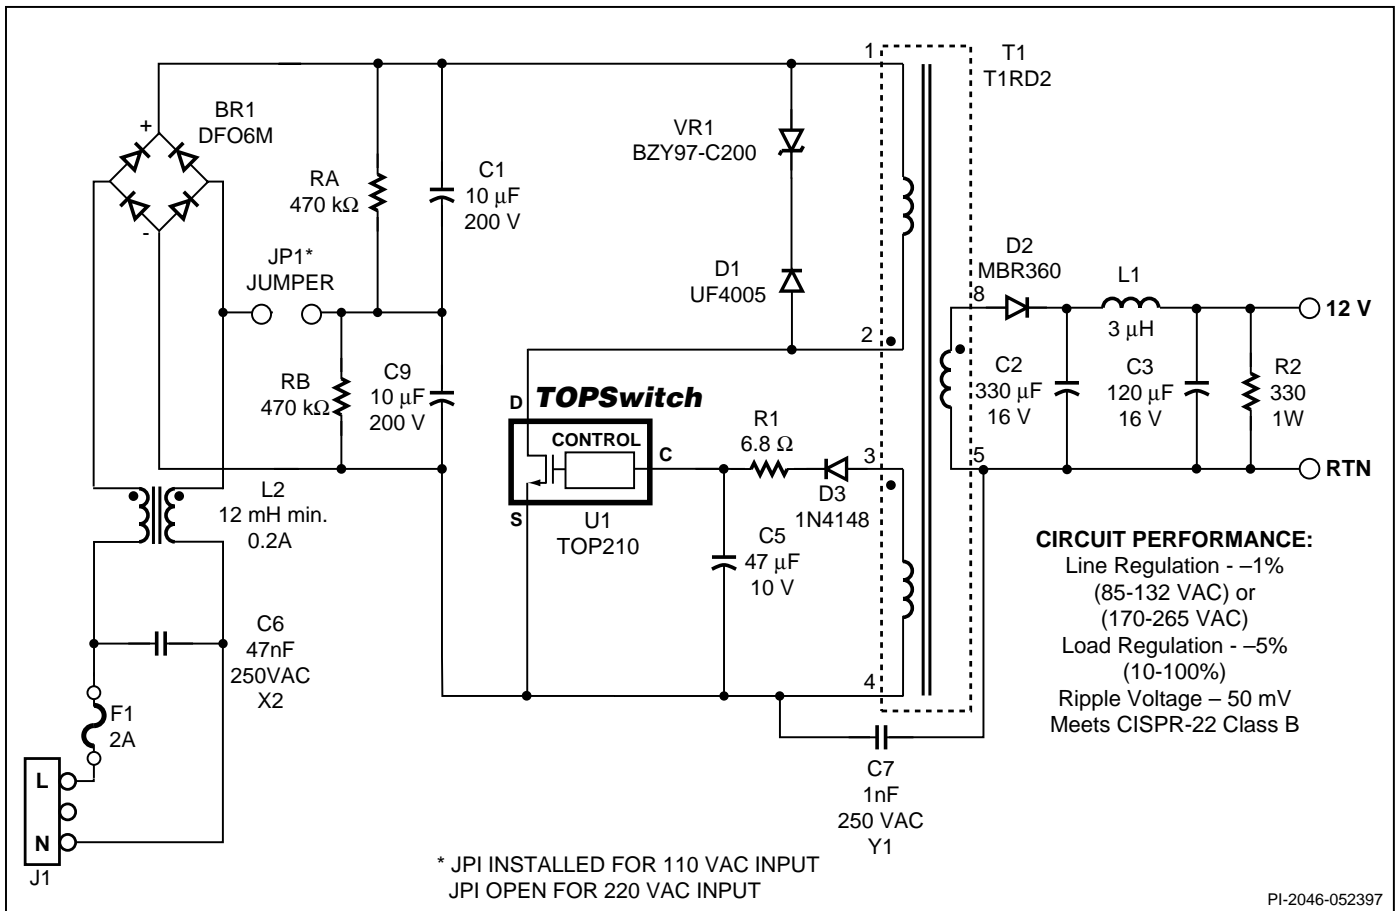 BR1
DFO6M
+
-
RA
470 kΩ
C1
10 µF
200 V
VR1
BZY97-C200
D1
UF4005
1
T1
T1RD2
JP1*
JUMPER
2
RB
470 kΩ
C9
10 µF
200 V
D2
MBR360
8
L1
3 µH
12 V
C2
330 µF
16 V
C3
120 µF
16 V
R2
330
1W
5
RTN
TOPSwitch
D
CONTROL
C
S
U1
TOP210
R1
6.8 Ω
3
D3
1N4148
C5
47 µF
10 V
4
L2
12 mH min.
0.2A
C6
47nF
250VAC
X2
F1
2A
L
N
J1
C7
1nF
250 VAC
Y1
CIRCUIT PERFORMANCE:
Line Regulation - –1%
(85-132 VAC) or
(170-265 VAC)
Load Regulation - –5%
(10-100%)
Ripple Voltage – 50 mV
Meets CISPR-22 Class B
* JPI INSTALLED FOR 110 VAC INPUT
JPI OPEN FOR 220 VAC INPUT
PI-2046-052397